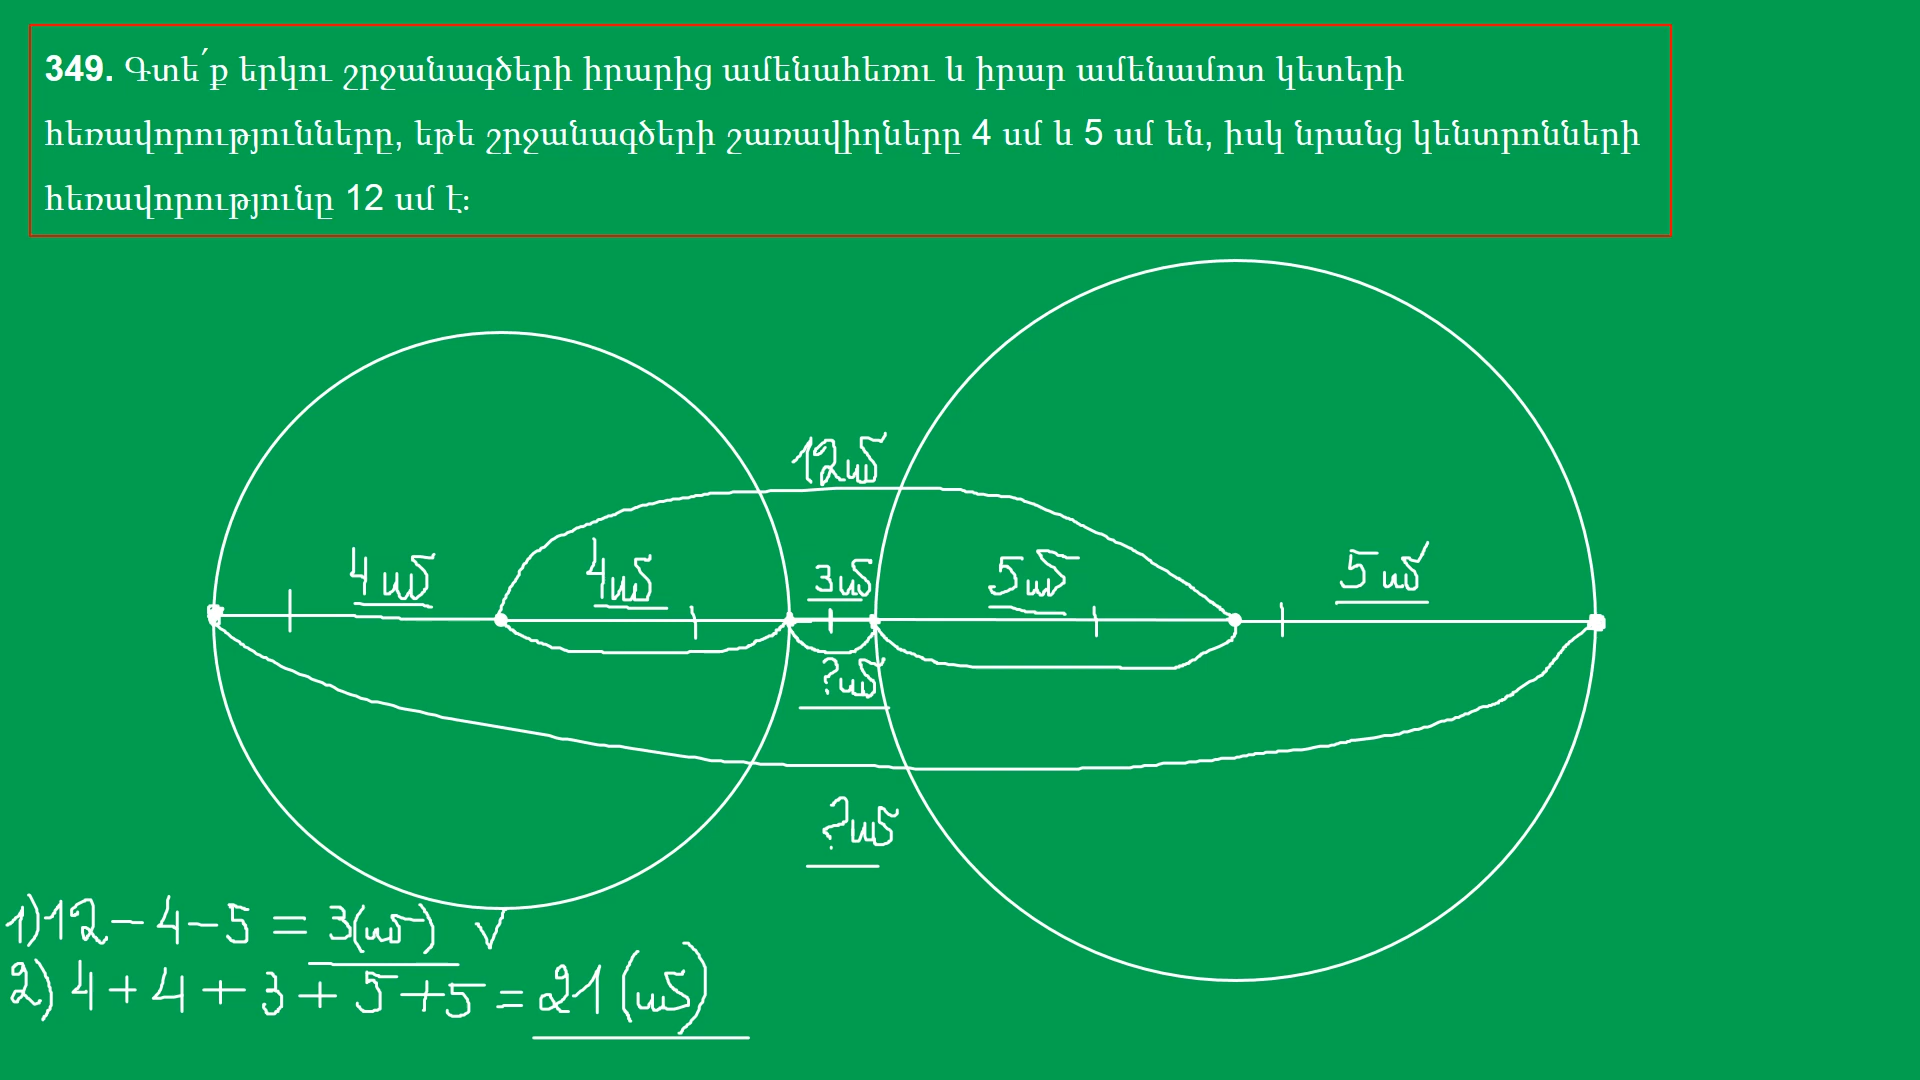 349. Գտե՛ք երկու շրջանագծերի իրարից ամենահեռու և իրար ամենամոտ կետերի
հեռավորությունները, եթե շրջանագծերի շառավիղները 4 սմ և 5 սմ են, իսկ նրանց կենտրոնների
հեռավորությունը 12 սմ է:
12սմ
4սմ
4սմ
3սմ
5սմ
5սմ
?սմ
?սմ
1) 12 - 4 - 5 = 3(սմ) √
2) 4 + 4 + 3 + 5 + 5 = 21 (սմ)